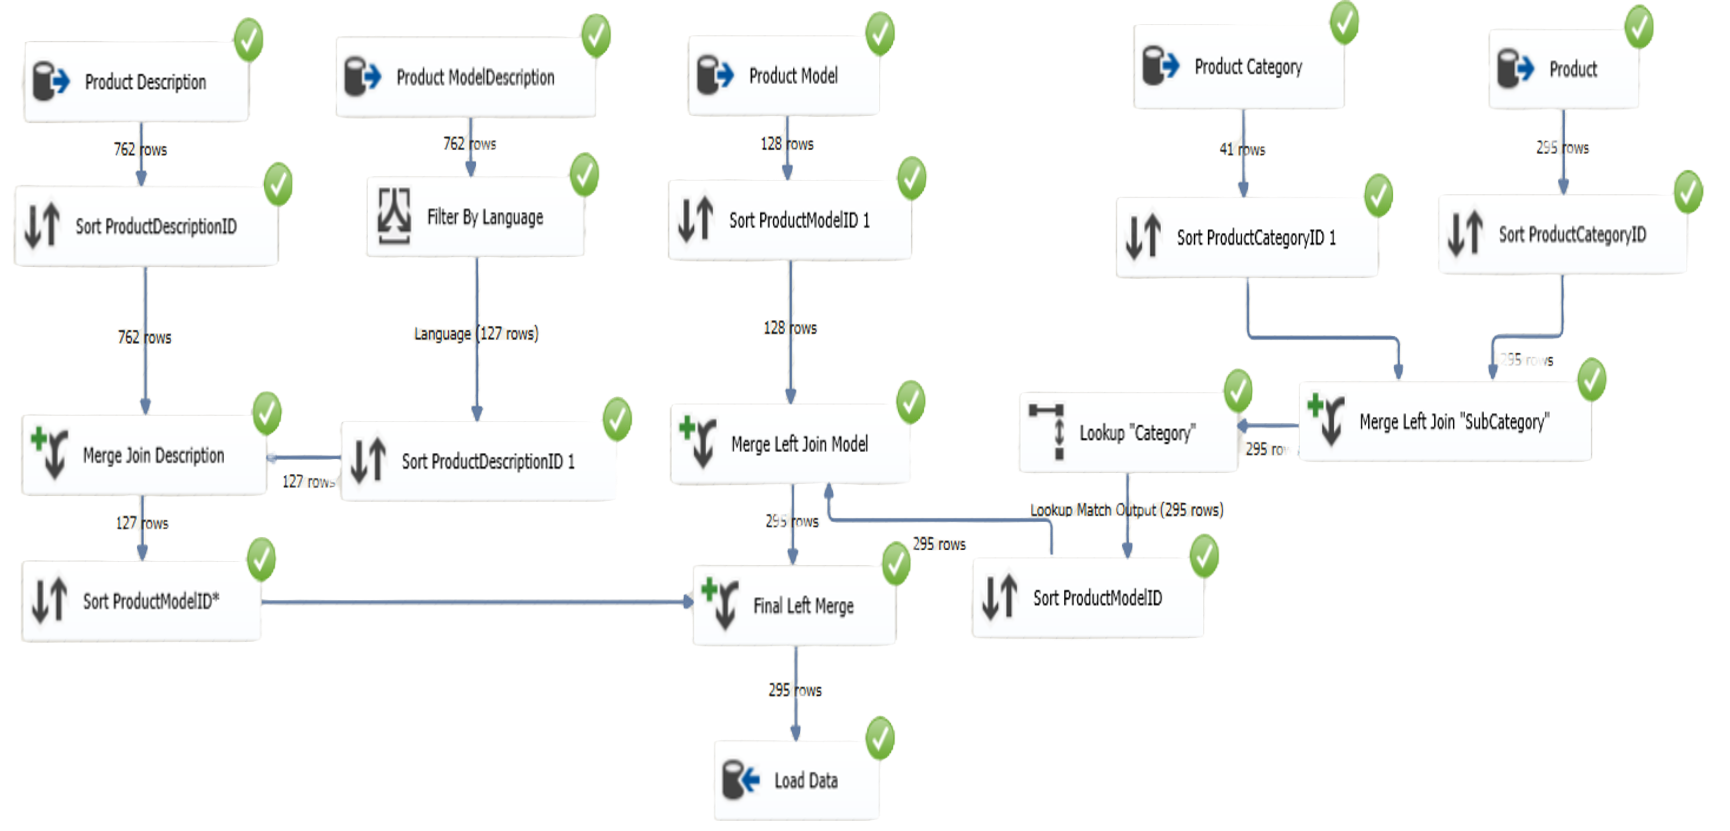 Product Description
Product ModelDescription
Product Model
Product Category
Product
762 rows
762 rows
128 rows
41 rows
295 rows
Sort ProductDescriptionID
Filter By Language
Sort ProductModelID 1
Sort ProductCategoryID 1
Sort ProductCategoryID
762 rows
Language (127 rows)
128 rows
295 rows
Merge Join Description
127 rows
Sort ProductDescriptionID 1
Merge Left Join Model
Lookup "Category"
295 row
Merge Left Join "SubCategory"
127 rows
295 rows
295 rows
Lookup Match Output (295 rows)
Sort ProductModelID*
Final Left Merge
Sort ProductModelID
295 rows
Load Data